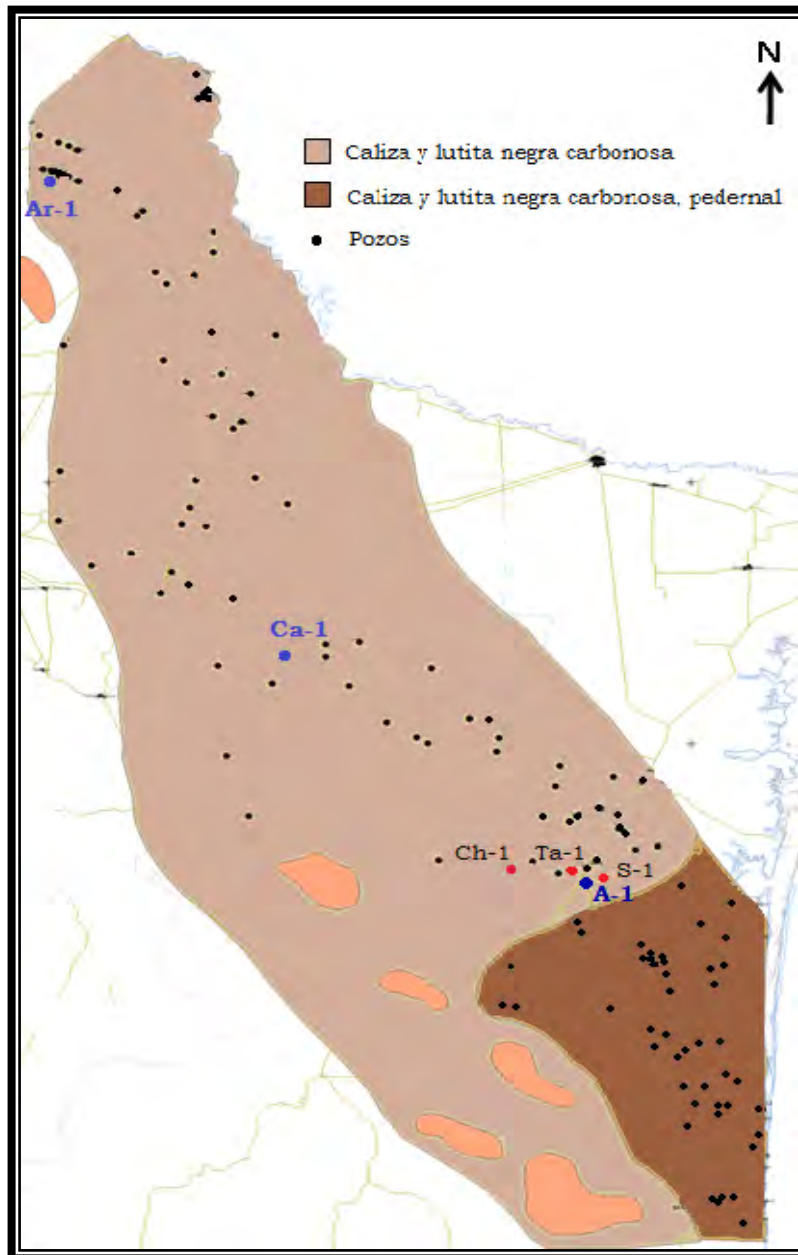 N
Caliza y lutita negra carbonosa
Caliza y lutita negra carbonosa, pedernal
Pozos
Ar-1
Ca-1
Ch-1
Ta-1
S-1
A-1